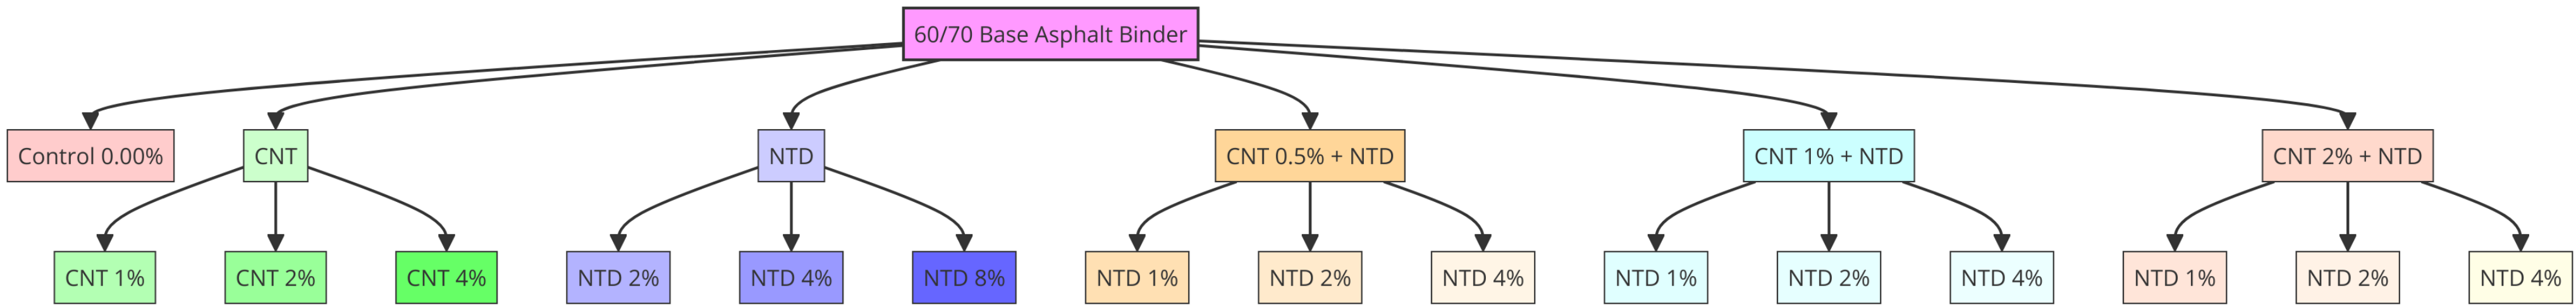 60/70 Base Asphalt Binder
Control 0.00%
CNT
NTD
CNT 0.5% + NTD
CNT 1% + NTD
CNT 2% + NTD
CNT 1%
CNT 2%
CNT 4%
NTD 2%
NTD 4%
NTD 8%
NTD 1%
NTD 2%
NTD 4%
NTD 1%
NTD 2%
NTD 4%
NTD 1%
NTD 2%
NTD 4%